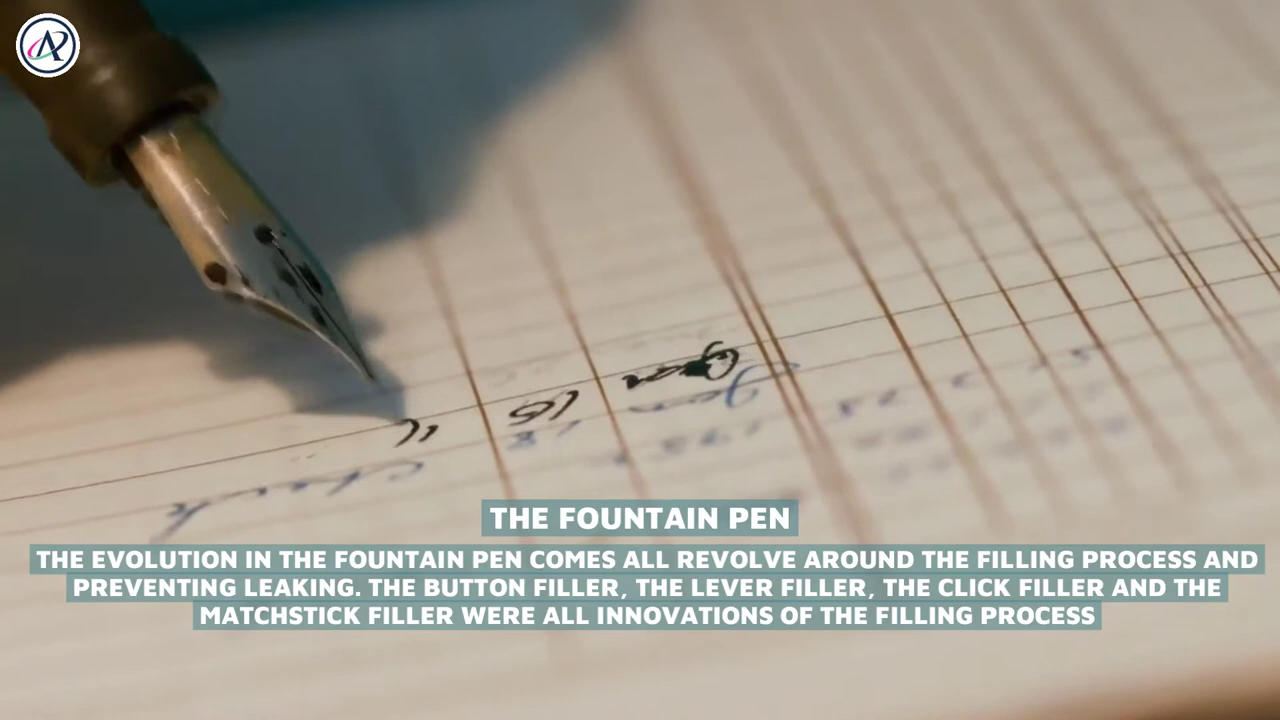 THE FOUNTAIN PEN
THE EVOLUTION IN THE FOUNTAIN PEN COMES ALL REVOLVE AROUND THE FILLING PROCESS AND
PREVENTING LEAKING. THE BUTTON FILLER, THE LEVER FILLER, THE CLICK FILLER AND THE
MATCHSTICK FILLER WERE ALL INNOVATIONS OF THE FILLING PROCESS